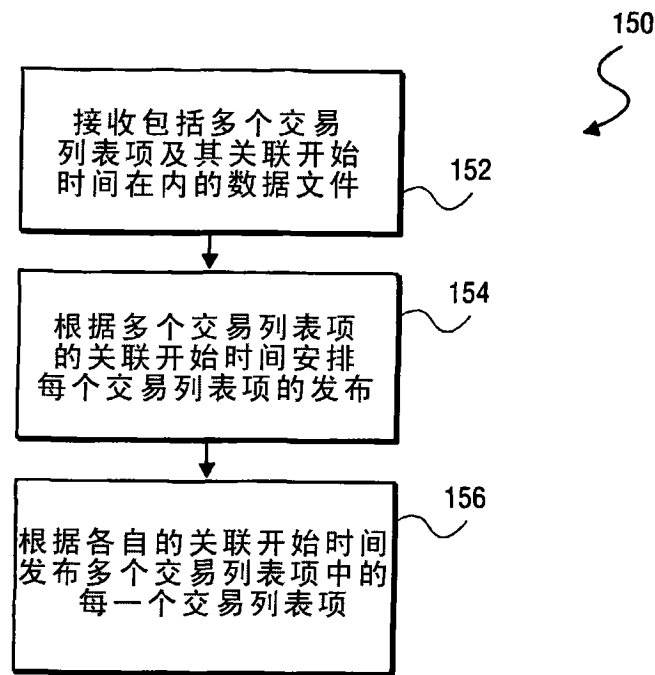 150
接收包括多个交易
列表项及其关联开始
时间在内的数据文件
152
根据多个交易列表项
的关联开始时间安排
每个交易列表项的发布
154
根据各自的关联开始时间
发布多个交易列表项中的
每一个交易列表项
156